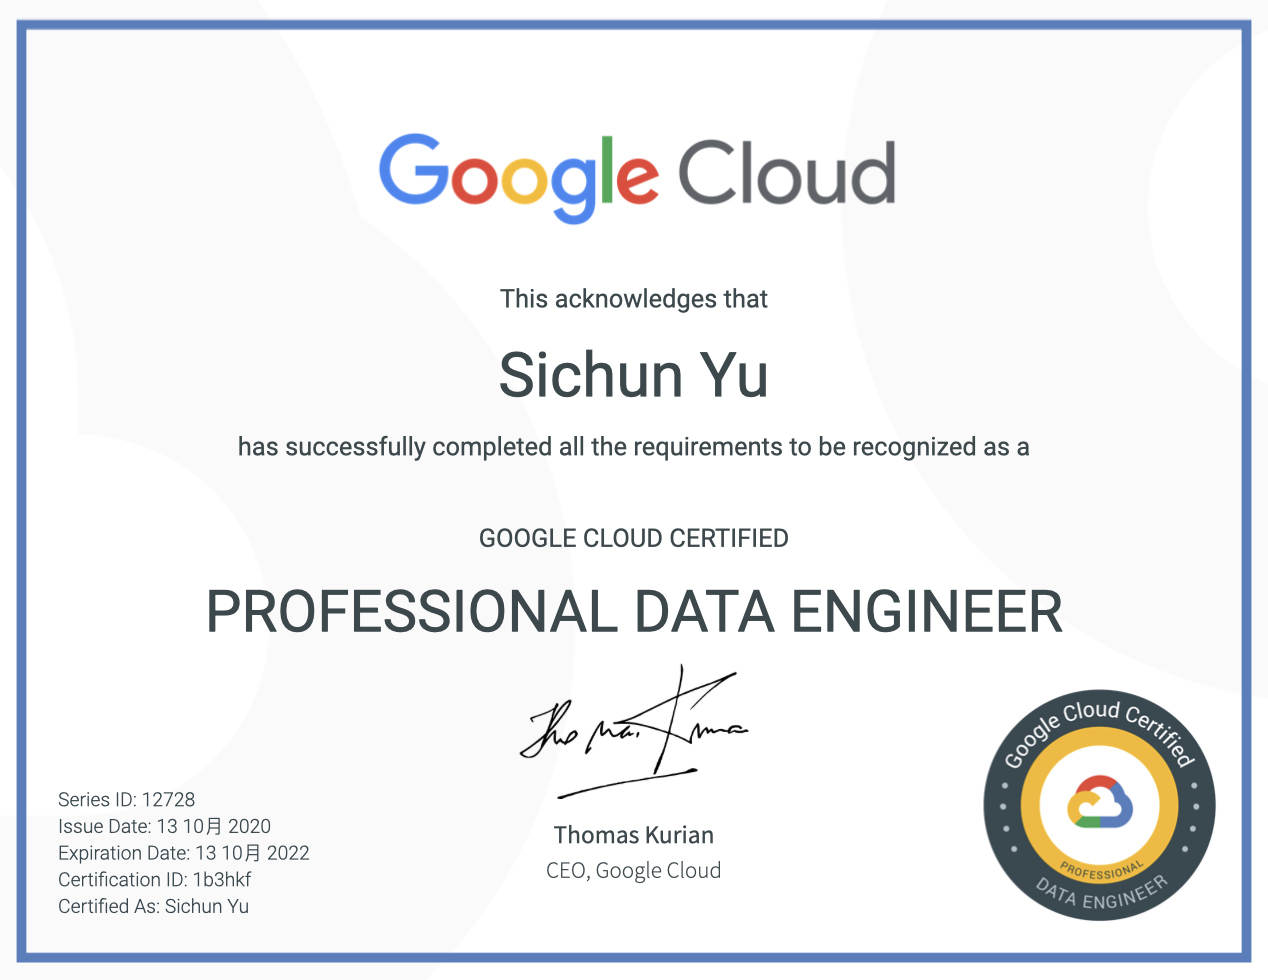 Google Cloud
This acknowledges that
Sichun Yu
has successfully completed all the requirements to be recognized as a
GOOGLE CLOUD CERTIFIED
PROFESSIONAL DATA ENGINEER
Thomas Kurian
Thomas Kurian
CEO, Google Cloud
Series ID: 12728
Issue Date: 13 10月 2020
Expiration Date: 13 10月 2022
Certification ID: 1b3hkf
Certified As: Sichun Yu
Google Cloud Certified
PROFESSIONAL
DATA ENGINEER